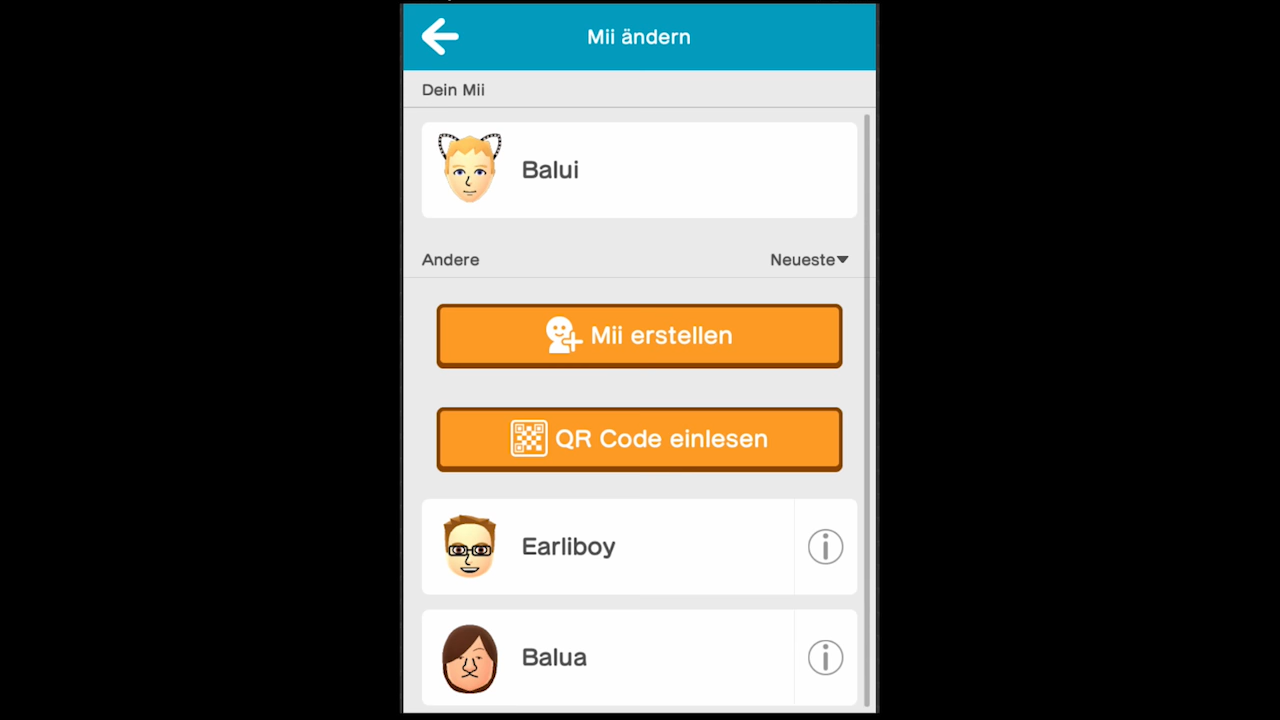 Mii ändern
Dein Mii
Balui
Andere Neueste
Mii erstellen
QR Code einlesen
Earliboy
Balua